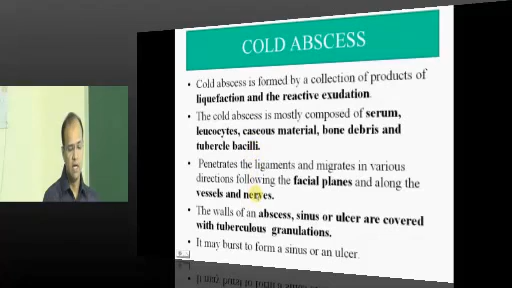 COLD ABSCESS
• Cold abscess is formed by a collection of products of
liquefaction and the reactive exudation.
• The cold abscess is mostly composed of serum,
leucocytes, caseous material, bone debris and
tubercle bacilli.
• Penetrates the ligaments and migrates in various
directions following the facial planes and along the
vessels and nerves.
• The walls of an abscess, sinus or ulcer are covered
with tuberculous granulations.
• It may burst to form a sinus or an ulcer.